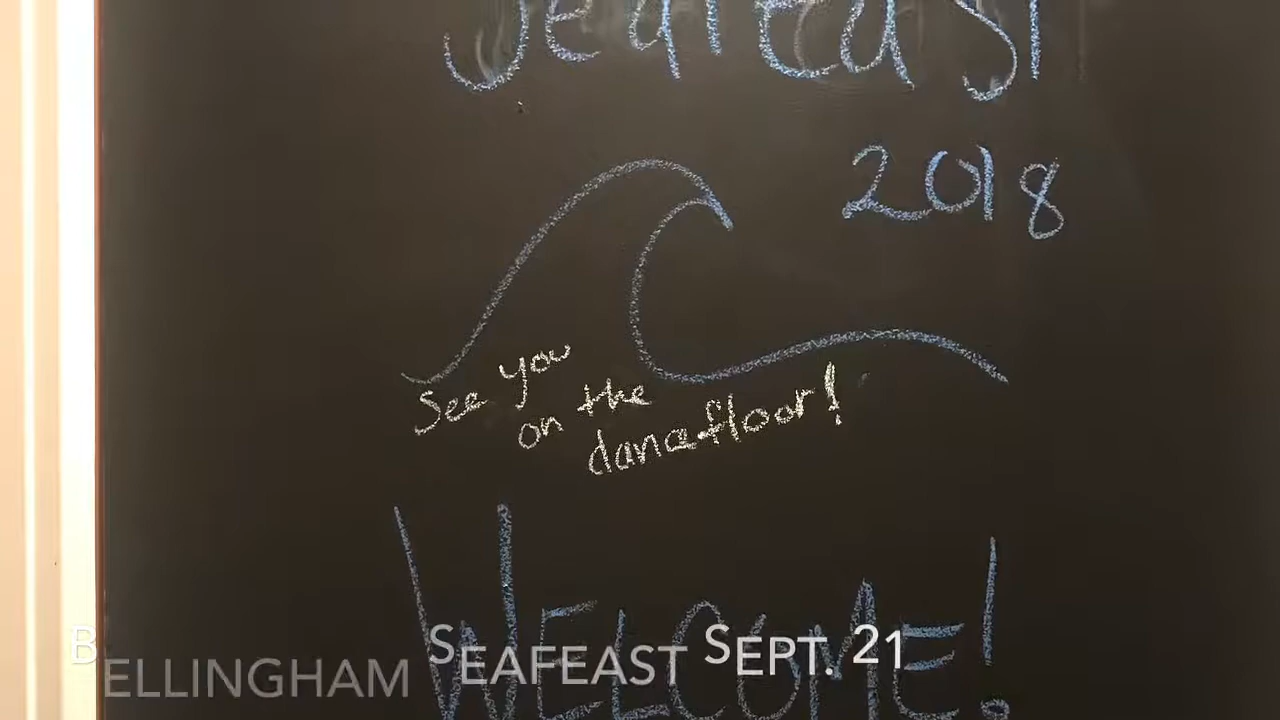 Seafeast
2018
See you
on the
dancefloor!
WELCOME!
BELLINGHAM SEAFEAST SEPT. 21